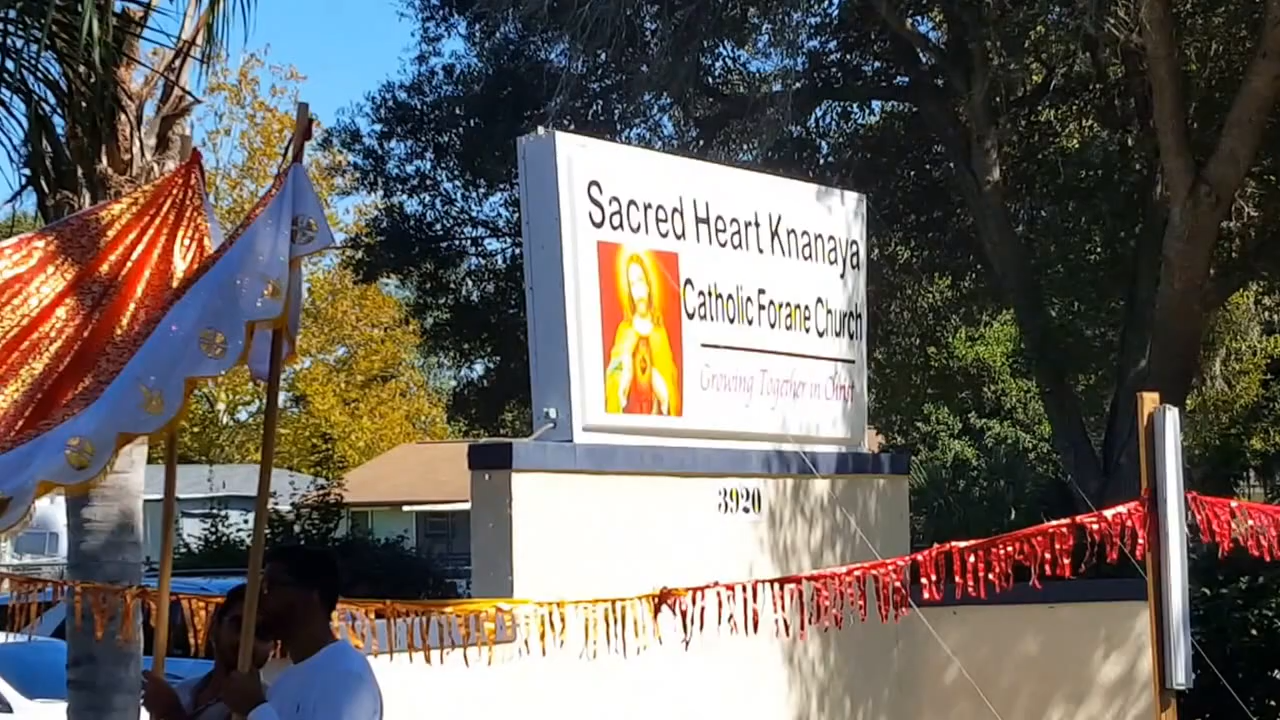 Sacred Heart Knanaya
Catholic Forane Church
Growing Together in Christ
3920